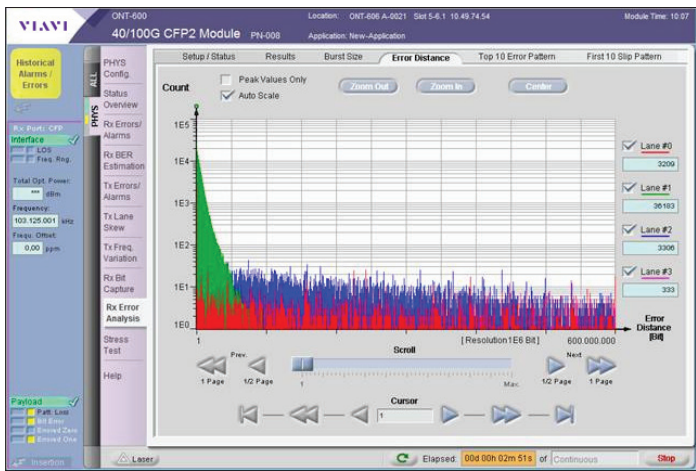 VIAVI
ONT-600
40/100G CFP2 Module PN-008
Location: ONT-606 A-0021 Slot 5-6.1 10.49.74.54
Application: New-Application
Module Time: 10:07
Historical
Alarms /
Errors
Rx Port: CFP
Interface
LOS
Freq. Rng.
Total Opt. Power:
*** dBm
Frequency:
103.125.001 kHz
Frequ. Offset:
0,00 ppm
Payload
Patt. Loss
Bit Error
Errored Zero
Errored One
Insertion
ALL
PHYS
PHYS
Config.
Status
Overview
Rx Errors/
Alarms
Rx BER
Estimation
Tx Errors/
Alarms
Tx Lane
Skew
Tx Freq.
Variation
Rx Bit
Capture
Rx Error
Analysis
Stress
Test
Help
Setup / Status
Results
Burst Size
Error Distance
Top 10 Error Pattern
First 10 Slip Pattern
Count
Peak Values Only
Auto Scale
Zoom Out
Zoom In
Center
1E5
1E4
1E3
1E2
1E1
1E0
1
[Resolution1E6 Bit]
600.000.000
Lane #0
3209
Lane #1
36183
Lane #2
3306
Lane #3
333
Error
Distance
[Bit]
Scroll
Prev.
Next
1 Page
1/2 Page
1
Max.
1/2 Page
1 Page
Cursor
1
Laser
Elapsed: 00d 00h 02m 51s of Continuous
Stop